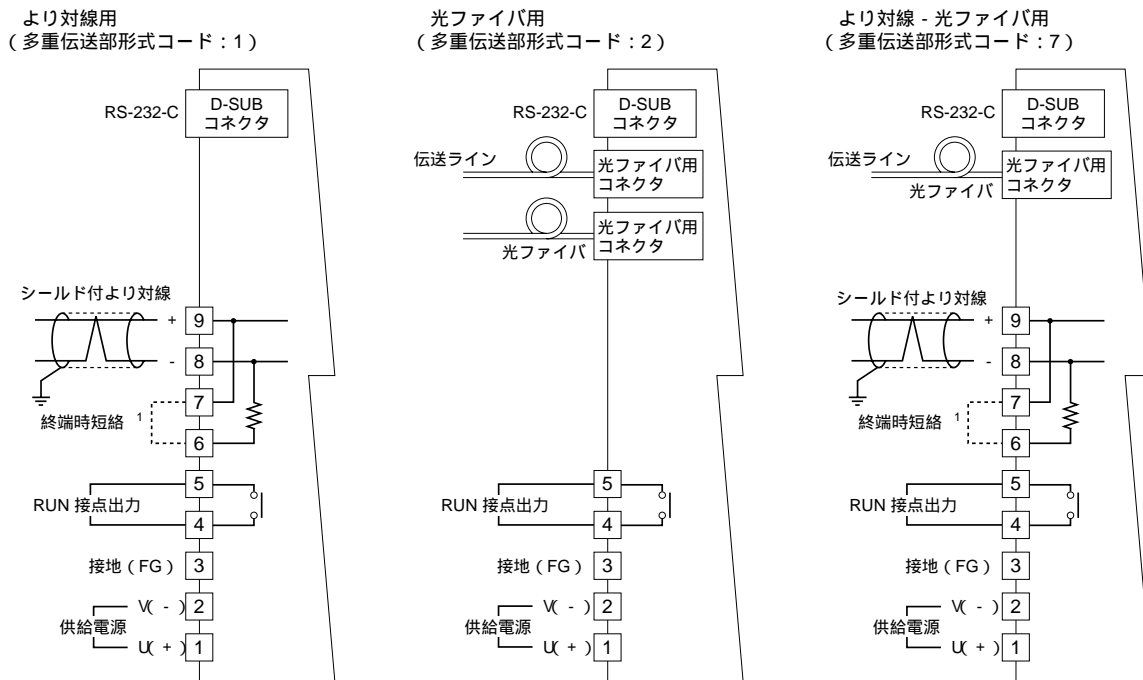 より対線用
（多重伝送部形式コード：1）
RS-232-C
D-SUB
コネクタ
シールド付より対線
+
9
-
8
7
終端時短絡 1
6
5
RUN 接点出力
4
接地（FG）
3
V( - )
2
供給電源
U( + )
1
光ファイバ用
（多重伝送部形式コード：2）
RS-232-C
D-SUB
コネクタ
伝送ライン
光ファイバ用
コネクタ
光ファイバ用
コネクタ
光ファイバ
5
RUN 接点出力
4
接地（FG）
3
V( - )
2
供給電源
U( + )
1
より対線 - 光ファイバ用
（多重伝送部形式コード：7）
RS-232-C
D-SUB
コネクタ
伝送ライン
光ファイバ用
コネクタ
光ファイバ
シールド付より対線
+
9
-
8
7
終端時短絡 1
6
5
RUN 接点出力
4
接地（FG）
3
V( - )
2
供給電源
U( + )
1